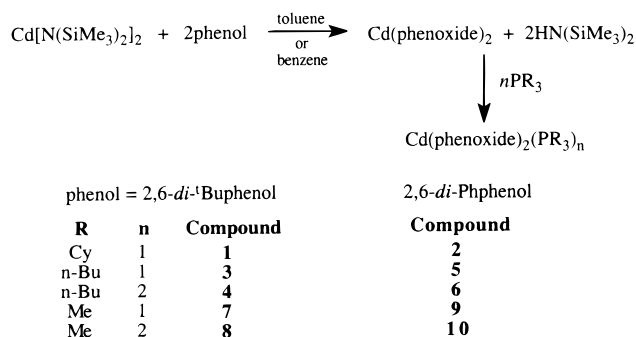 Cd[N(SiMe₃)₂]₂ + 2phenol toluene or benzene Cd(phenoxide)₂ + 2HN(SiMe₃)₂
nPR₃
Cd(phenoxide)₂(PR₃)ₙ
phenol = 2,6-di-ᵗBuphenol 2,6-di-Phphenol
R n Compound Compound
Cy 1 1 2
n-Bu 1 3 5
n-Bu 2 4 6
Me 1 7 9
Me 2 8 10